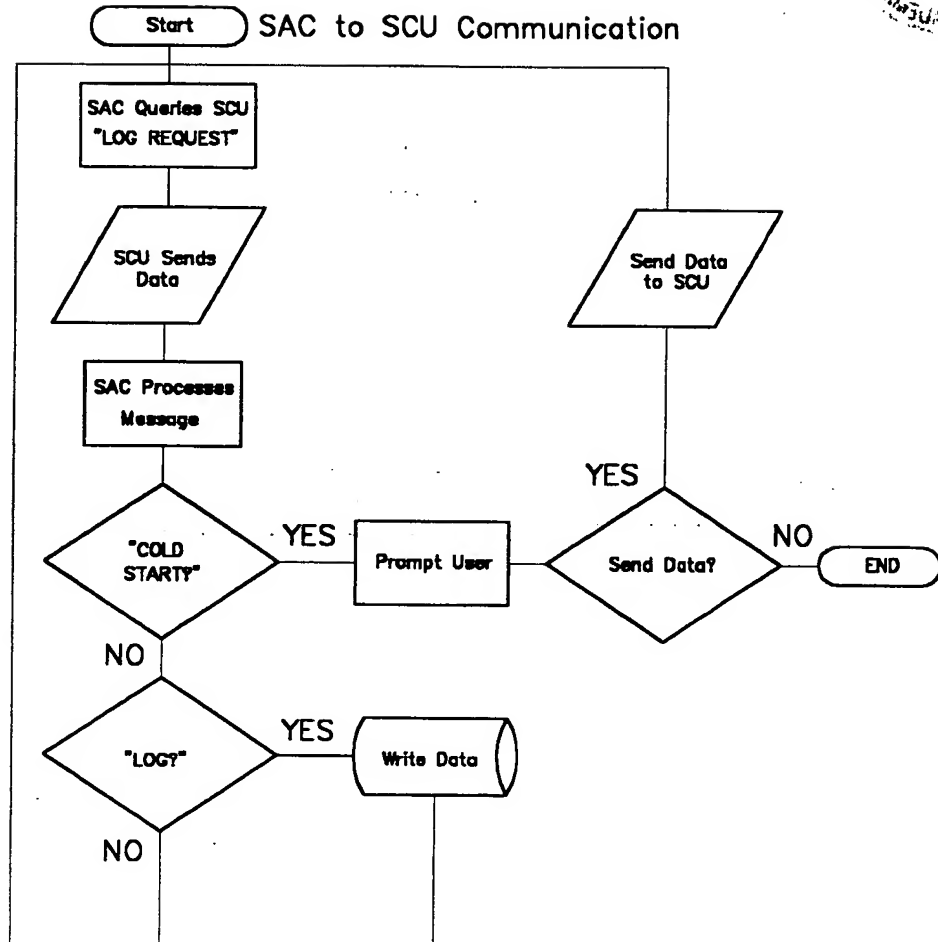 Start
SAC to SCU Communication
SAC Queries SCU
"LOG REQUEST"
SCU Sends
Data
Send Data
to SCU
SAC Processes
Message
YES
"COLD
START?"
YES
Prompt User
Send Data?
NO
END
NO
"LOG?"
YES
Write Data
NO